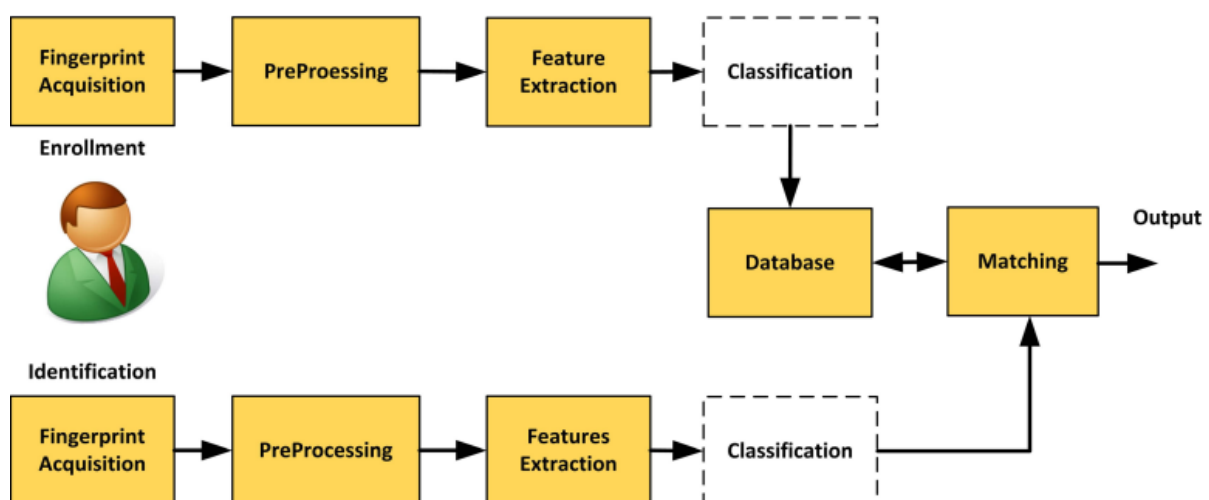 Fingerprint
Acquisition
PreProessing
Feature
Extraction
Classification
Enrollment
Database
Matching
Output
Identification
Fingerprint
Acquisition
PreProcessing
Features
Extraction
Classification